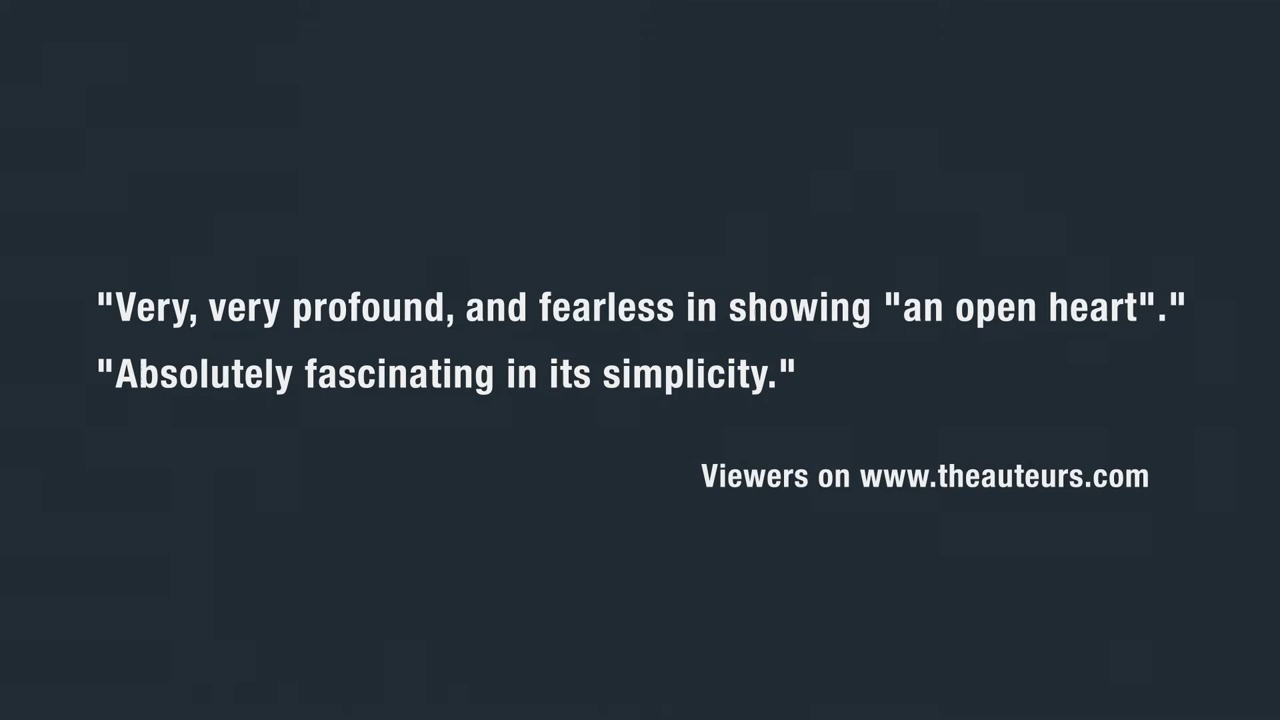 "Very, very profound, and fearless in showing "an open heart"."
"Absolutely fascinating in its simplicity."
Viewers on www.theauteurs.com